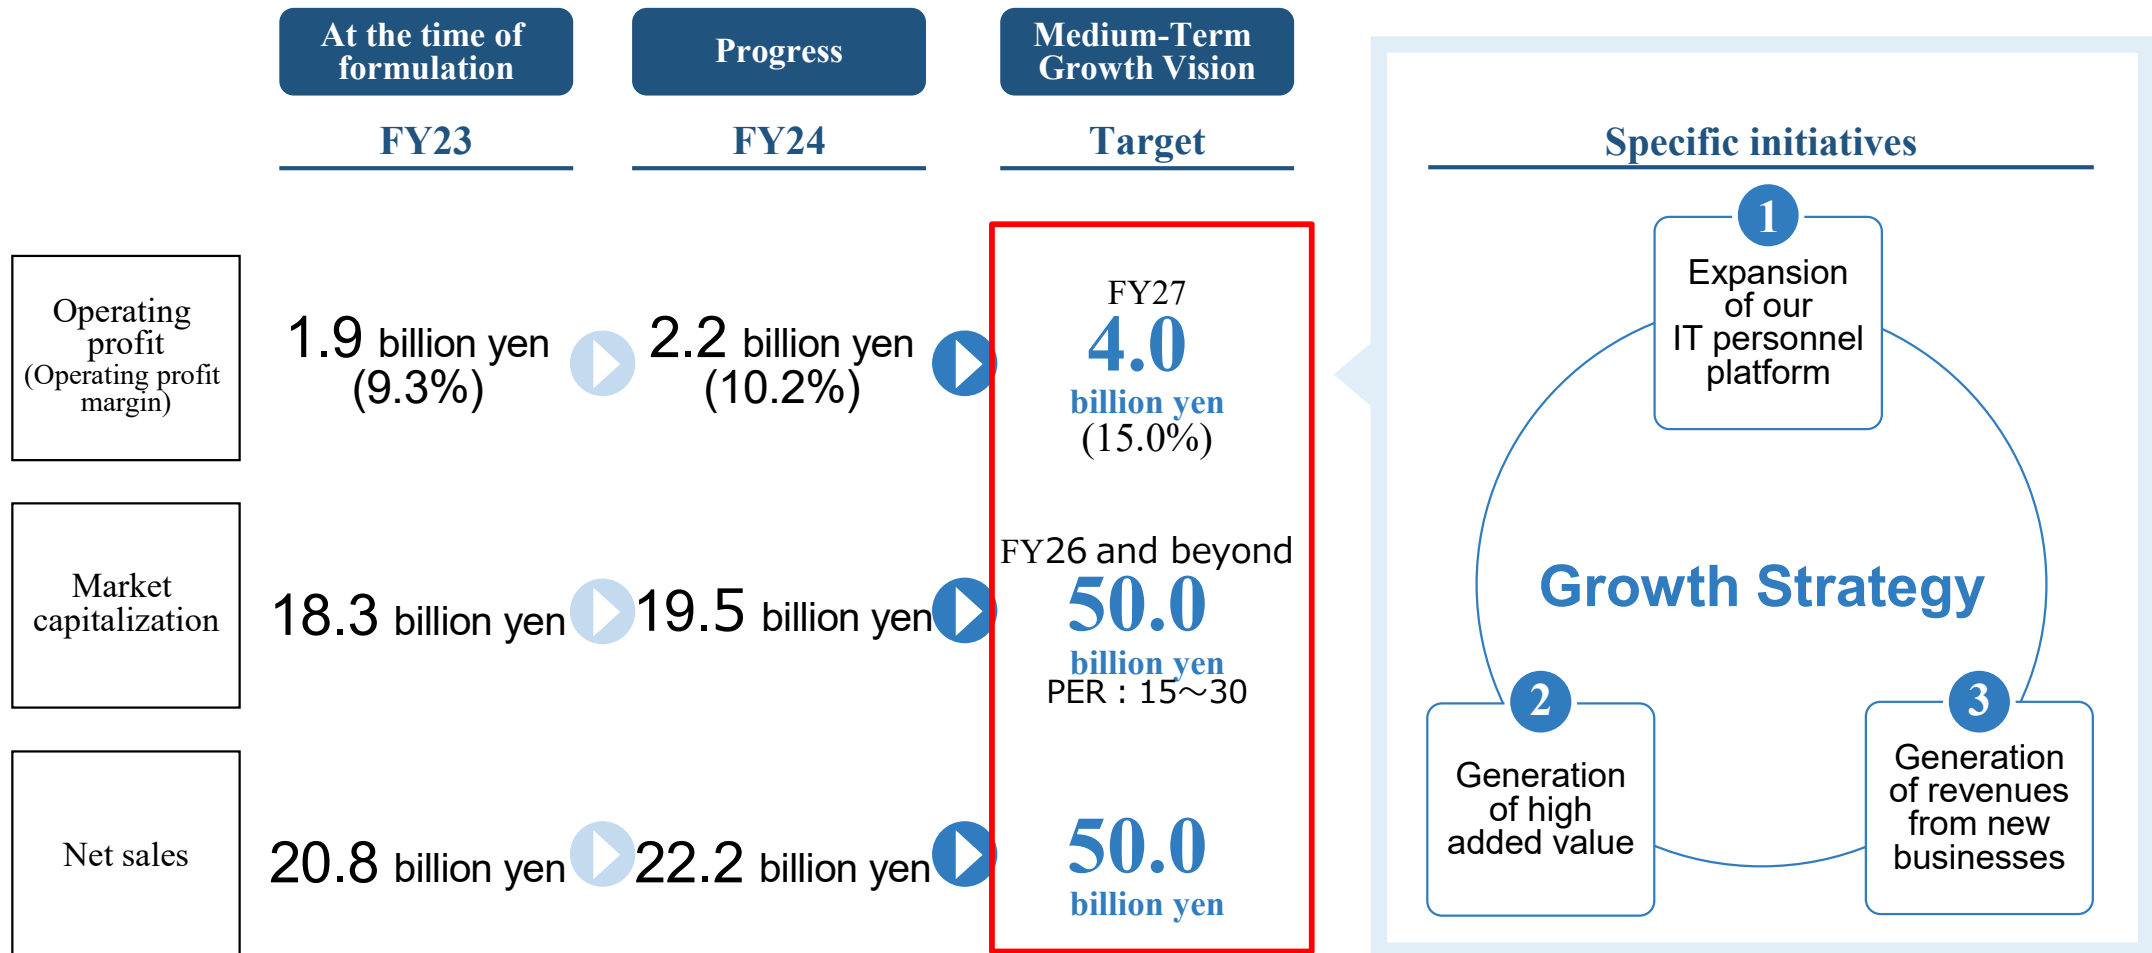 At the time of
formulation
Progress
Medium-Term
Growth Vision
FY23
FY24
Target
Operating
profit
(Operating profit
margin)
1.9 billion yen
(9.3%)
2.2 billion yen
(10.2%)
FY27
4.0
billion yen
(15.0%)
Market
capitalization
18.3 billion yen
19.5 billion yen
FY26 and beyond
50.0
billion yen
PER：15～30
Net sales
20.8 billion yen
22.2 billion yen
50.0
billion yen
Specific initiatives
1
Expansion
of our
IT personnel
platform
Growth Strategy
2
Generation
of high
added value
3
Generation
of revenues
from new
businesses